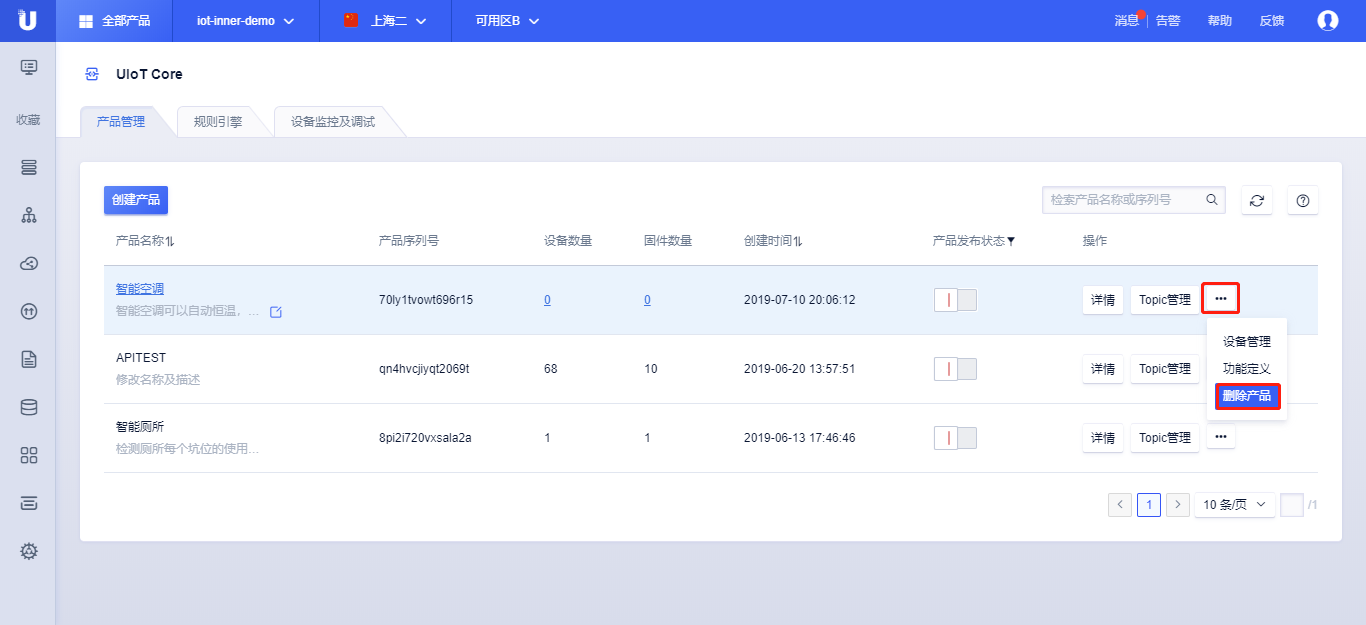 全部产品
iot-inner-demo
上海二
可用区B
消息
告警
帮助
反馈
收藏
UIoT Core
产品管理
规则引擎
设备监控及调试
创建产品
检索产品名称或序列号
产品名称
产品序列号
设备数量
固件数量
创建时间
产品发布状态
操作
智能空调
智能空调可以自动恒温，...
70ly1tvowt696r15
0
0
2019-07-10 20:06:12
详情
Topic管理
设备管理
功能定义
删除产品
APITEST
修改名称及描述
qn4hvcjiyqt2069t
68
10
2019-06-20 13:57:51
详情
Topic管理
智能厕所
检测厕所每个坑位的使用...
8pi2i720vxsala2a
1
1
2019-06-13 17:46:46
详情
Topic管理
1
10 条/页
/1